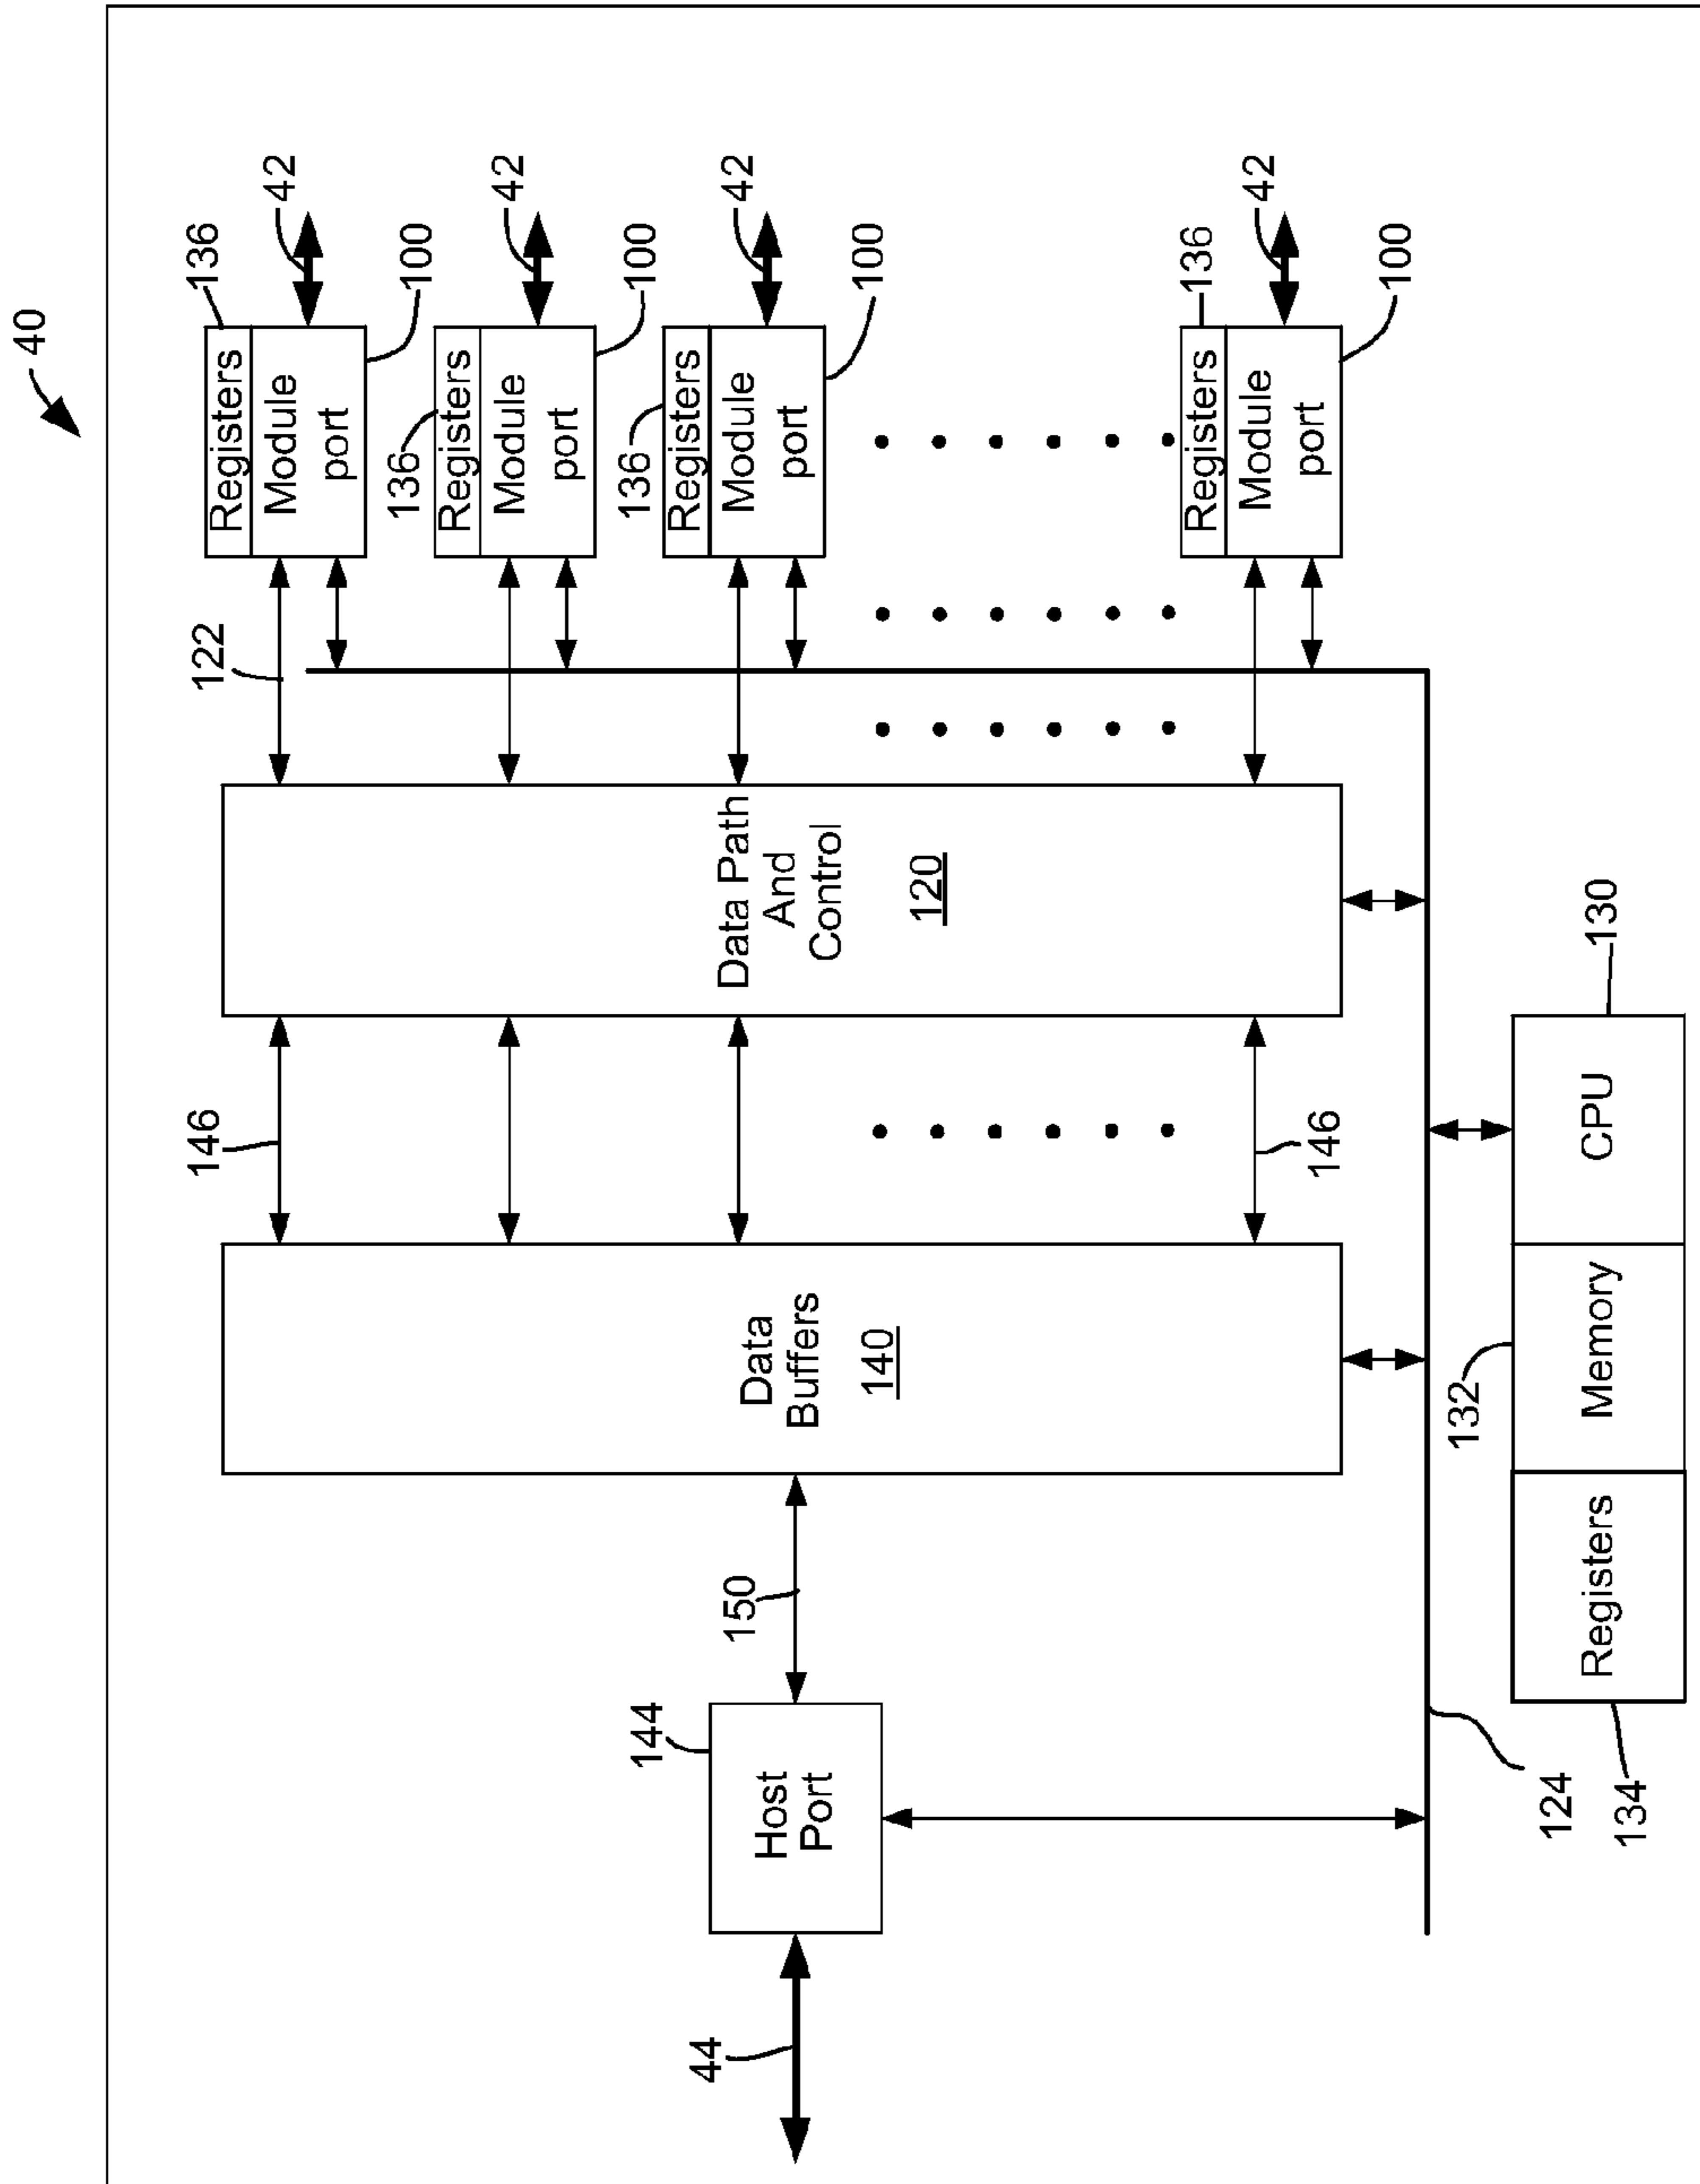 40
Registers
Module
port
136
42
100
122
Registers
Module
port
136
42
100
Registers
Module
port
136
42
100
Registers
Module
port
136
42
100
Data Path
And
Control
120
146
146
Data
Buffers
140
150
144
Host
Port
44
CPU
130
Memory
132
Registers
134
124